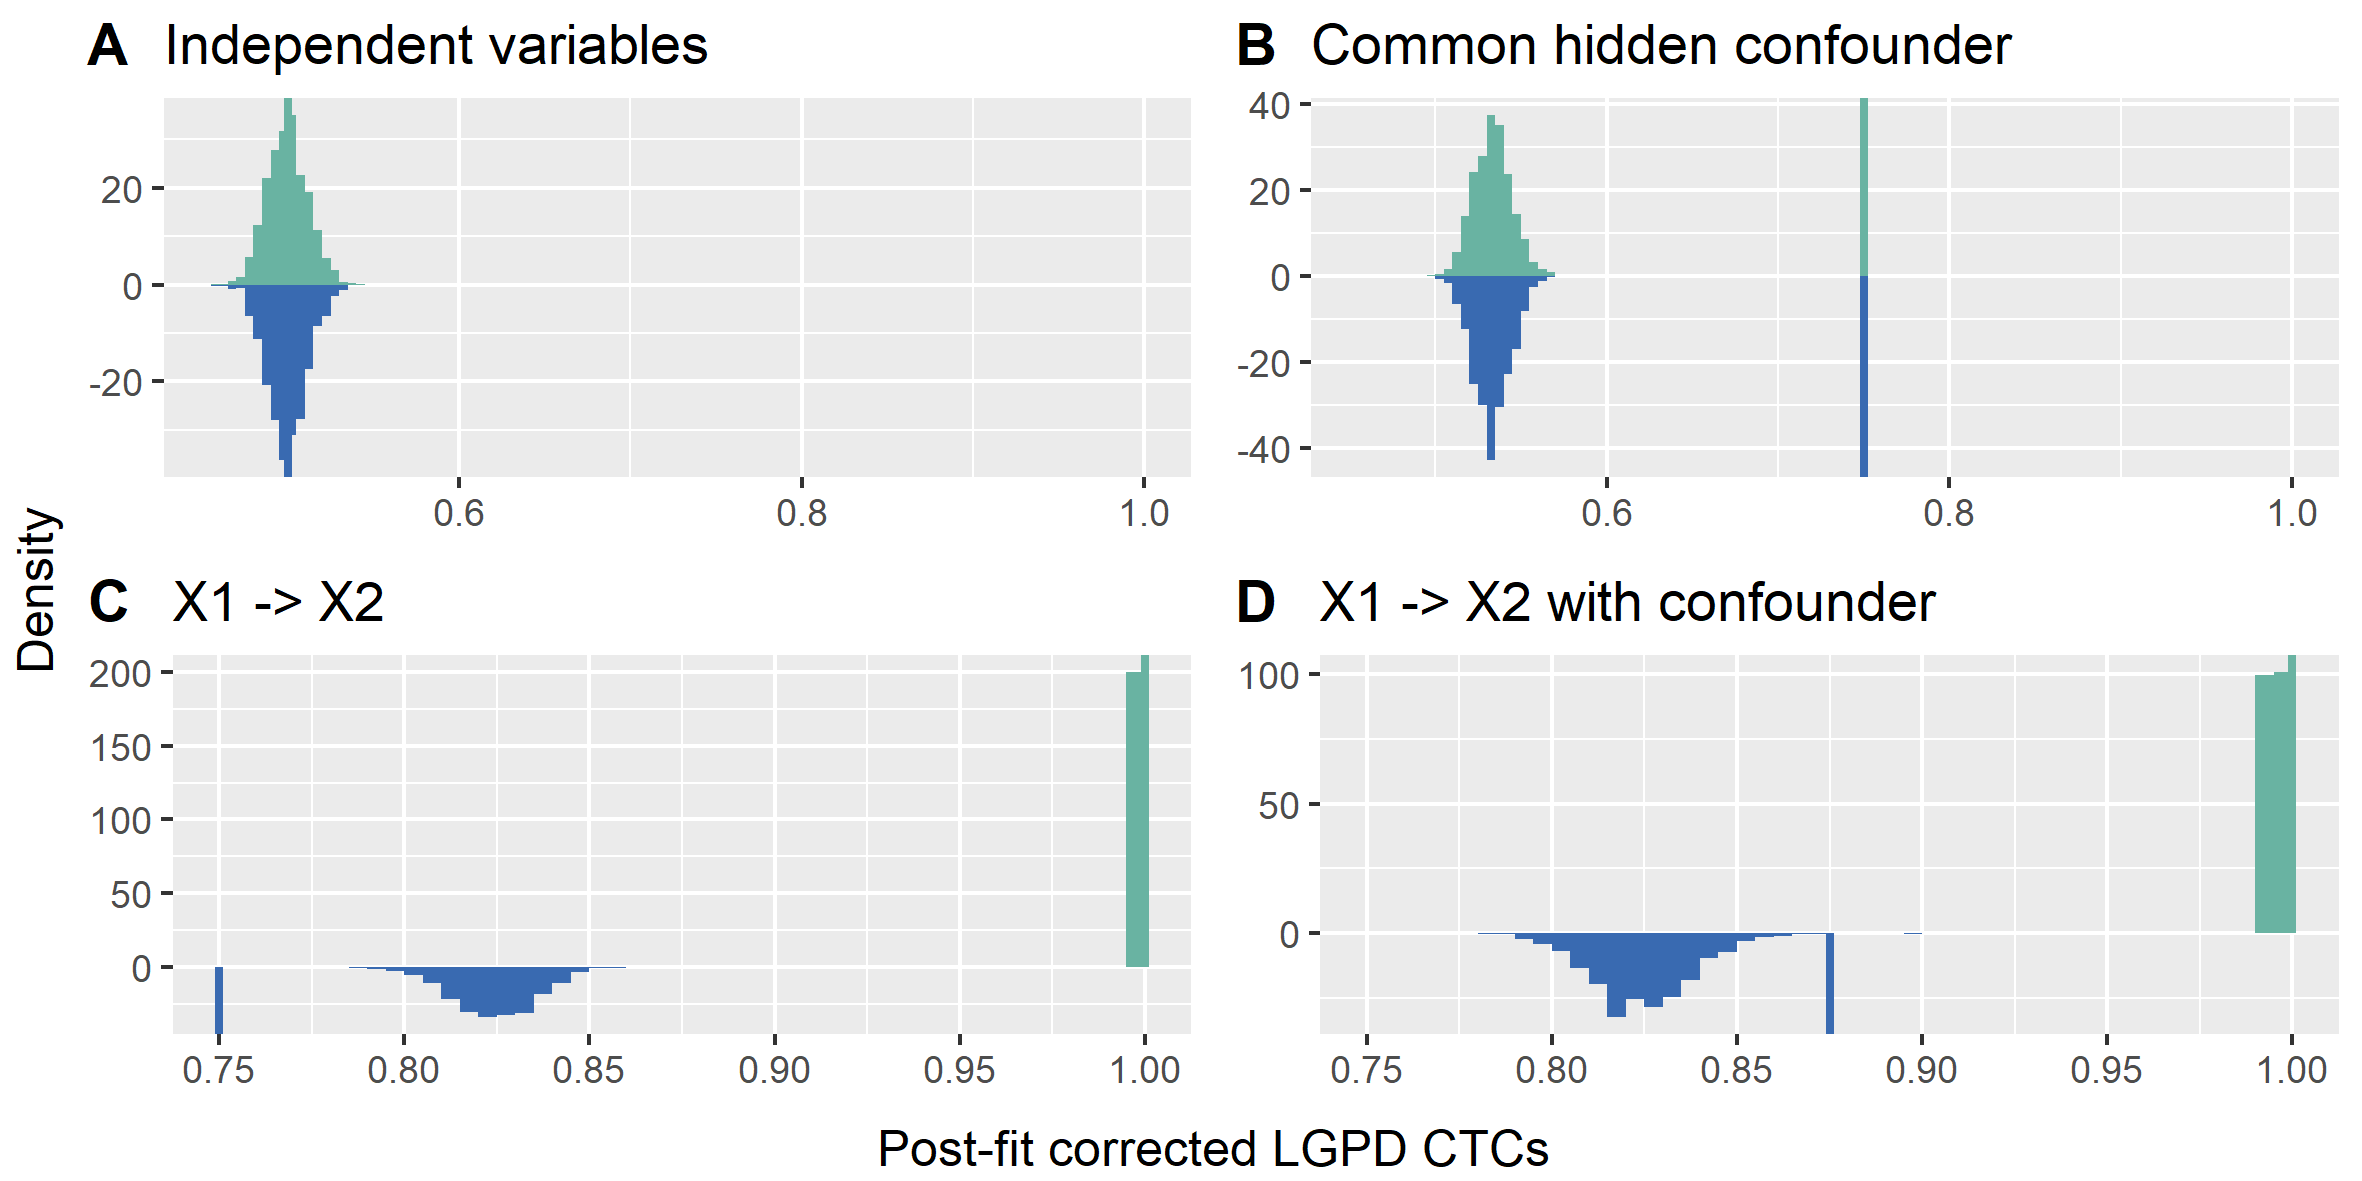 A Independent variables
20
0
-20
0.6 0.8 1.0
B Common hidden confounder
40
20
0
-20
-40
0.6 0.8 1.0
Density
C X1 -> X2
200
150
100
50
0
0.75 0.80 0.85 0.90 0.95 1.00
D X1 -> X2 with confounder
100
50
0
0.75 0.80 0.85 0.90 0.95 1.00
Post-fit corrected LGPD CTCs